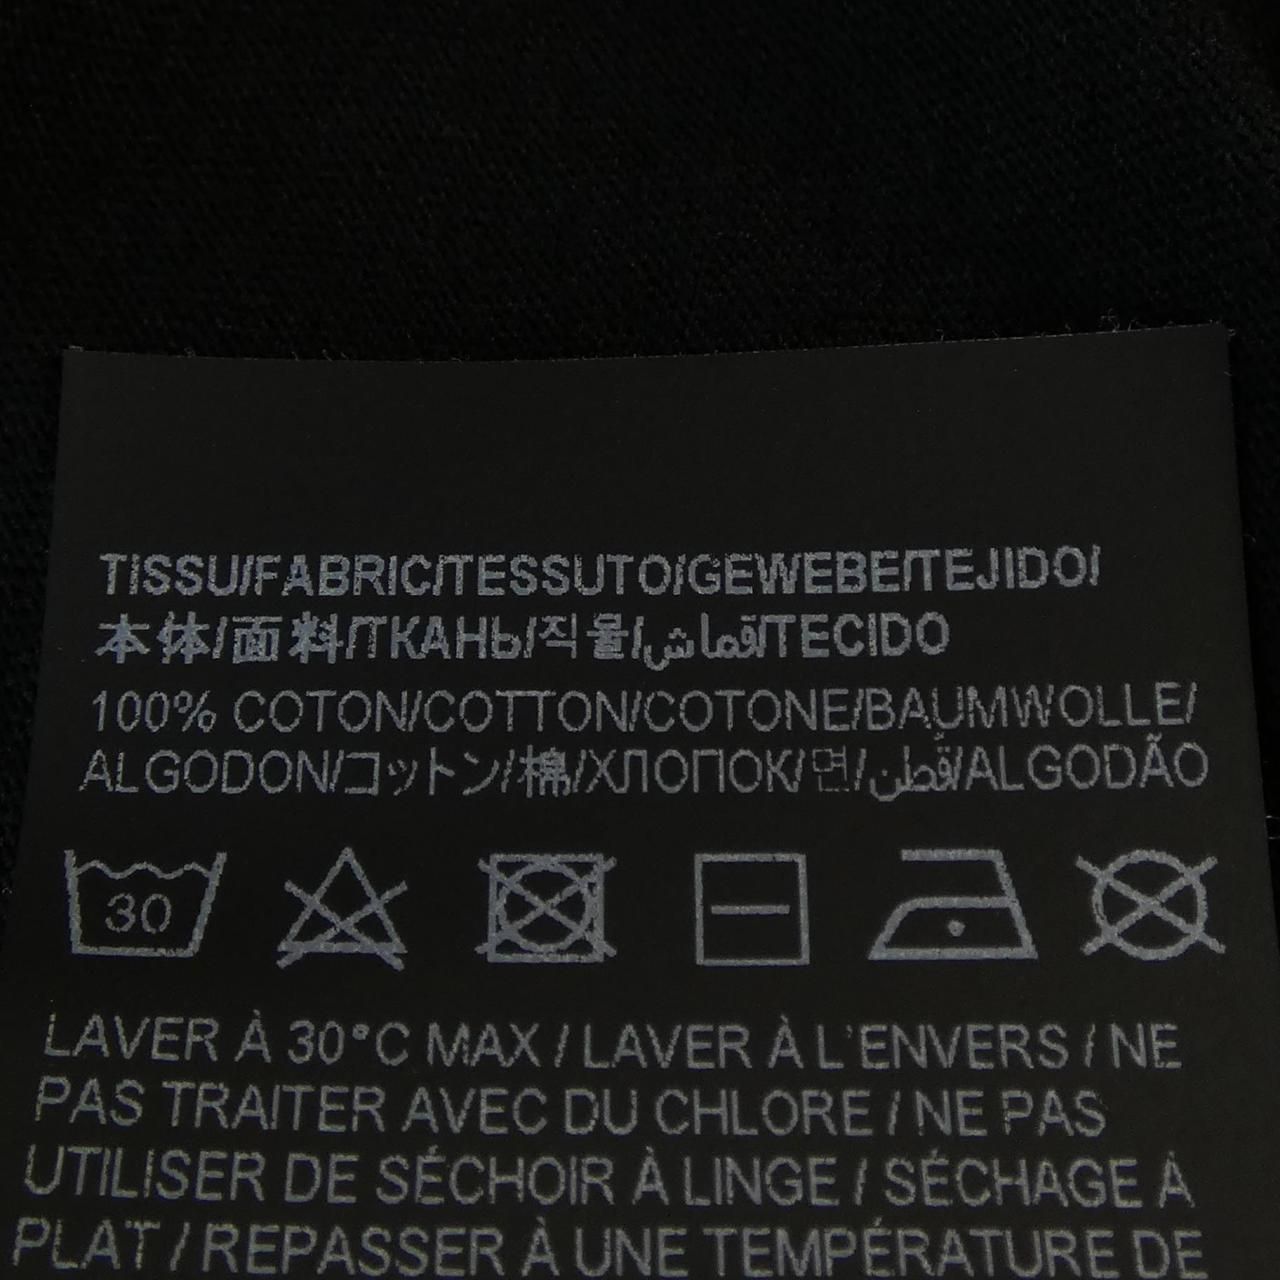 TISSU/FABRIC/TESSUTO/GEWEBE/TEJIDO/
本体/面料/ТКАНЬ/직물/قماش/TECIDO
100% COTON/COTTON/COTONE/BAUMWOLLE/
ALGODON/コットン/棉/ХЛОПОК/면/قطن/ALGODÃO
30
LAVER À 30°C MAX / LAVER À L'ENVERS / NE
PAS TRAITER AVEC DU CHLORE / NE PAS
UTILISER DE SÉCHOIR À LINGE / SÉCHAGE À
PLAT / REPASSER À UNE TEMPÉRATURE DE